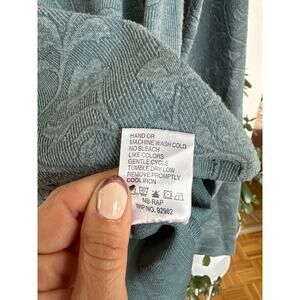 HAND OR
MACHINE WASH COLD
NO BLEACH
LIKE COLORS
GENTLE CYCLE
TUMBLE DRY LOW
REMOVE PROMPTLY
COOL IRON
NB-RAP
WP NO. 92982